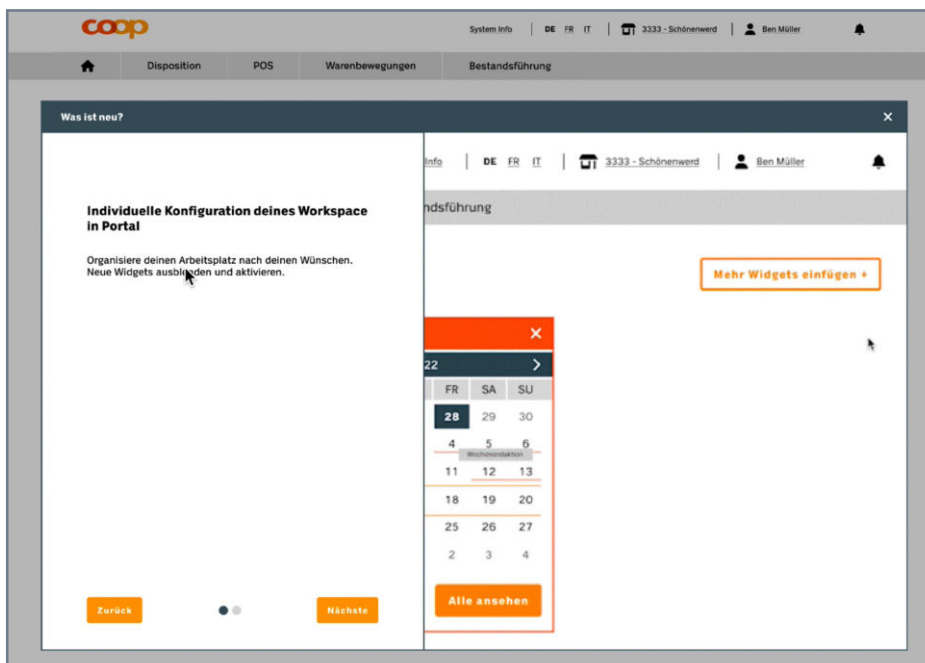 coop
System Info | DE FR IT | 3333 - Schönenwerd | Ben Müller
Disposition POS Warenbewegungen Bestandsführung
Was ist neu?
Info | DE FR IT | 3333 - Schönenwerd | Ben Müller
ndsführung
Individuelle Konfiguration deines Workspace
in Portal
Organisiere deinen Arbeitsplatz nach deinen Wünschen.
Neue Widgets ausblenden und aktivieren.
Mehr Widgets einfügen +
22
FR SA SU
28 29 30
4 5 6
Wochenendaktion
11 12 13
18 19 20
25 26 27
2 3 4
Alle ansehen
Zurück
Nächste